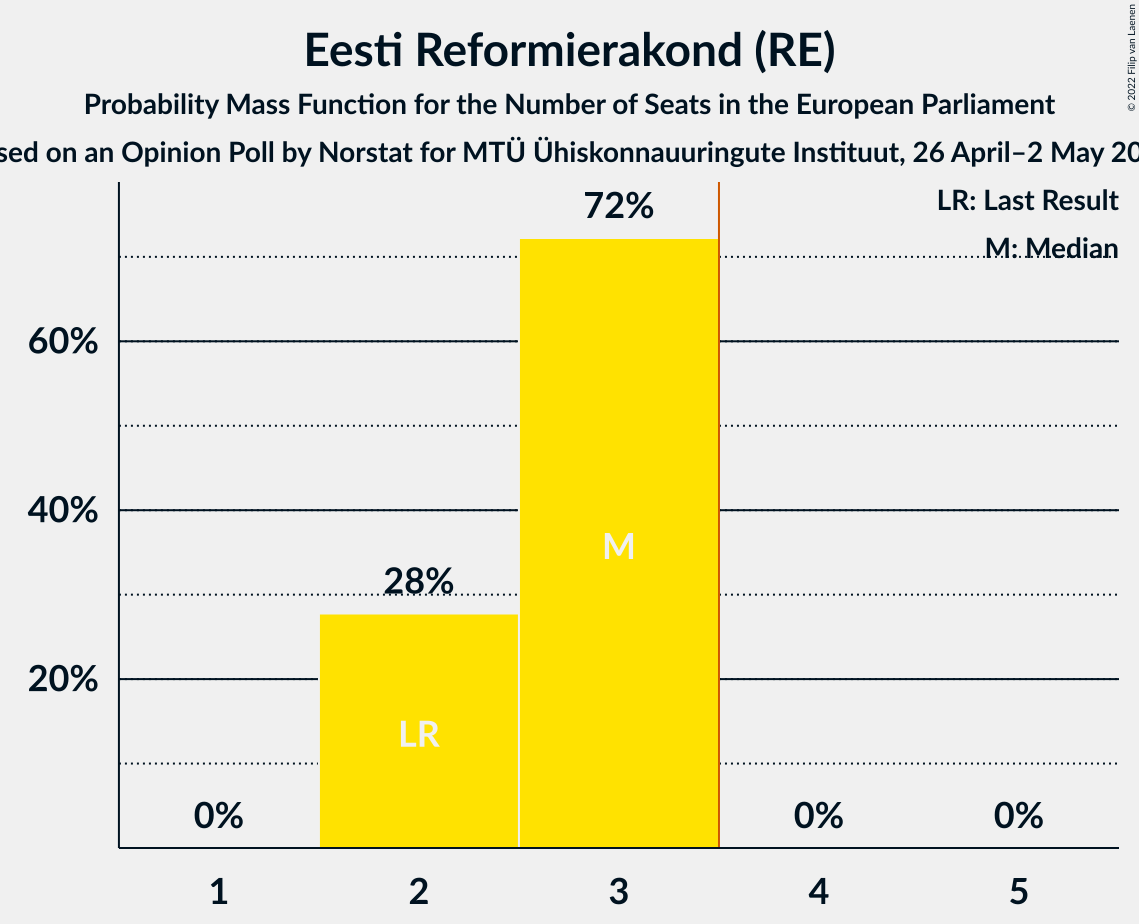 Eesti Reformierakond (RE)
Probability Mass Function for the Number of Seats in the European Parliament
sed on an Opinion Poll by Norstat for MTÜ Ühiskonnauuringute Instituut, 26 April–2 May 20
© 2022 Filip van Laenen
LR: Last Result
M: Median
72%
60%
40%
20%
28%
M
LR
0%
0%
0%
1
2
3
4
5